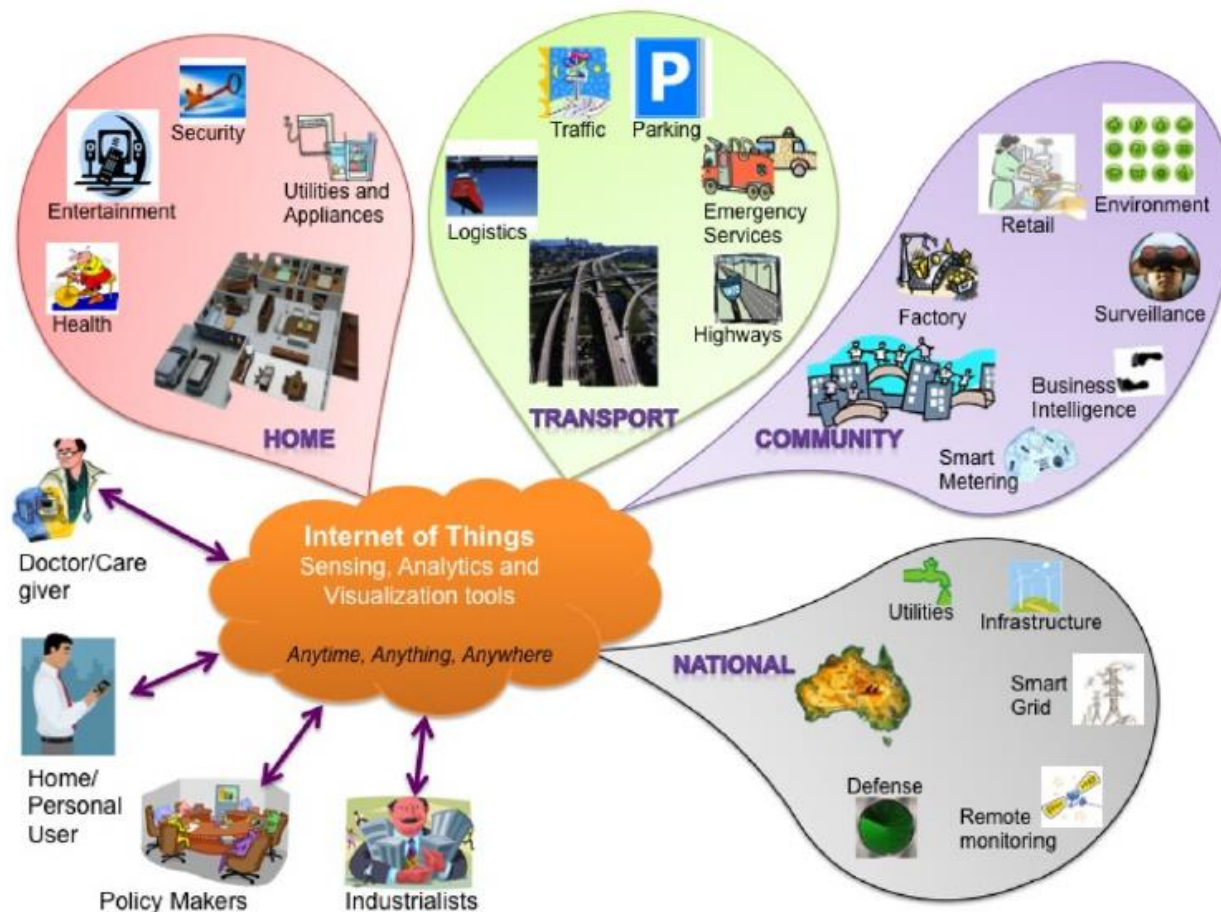 Security
Entertainment
Utilities and
Appliances
Health
HOME
Traffic
P
Parking
Logistics
Emergency
Services
Highways
TRANSPORT
Retail
Environment
Factory
Surveillance
Business
Intelligence
COMMUNITY
Smart
Metering
Internet of Things
Sensing, Analytics and
Visualization tools
Anytime, Anything, Anywhere
Doctor/Care
giver
Home/
Personal
User
Policy Makers
Industrialists
NATIONAL
Utilities
Infrastructure
Smart
Grid
Defense
Remote
monitoring